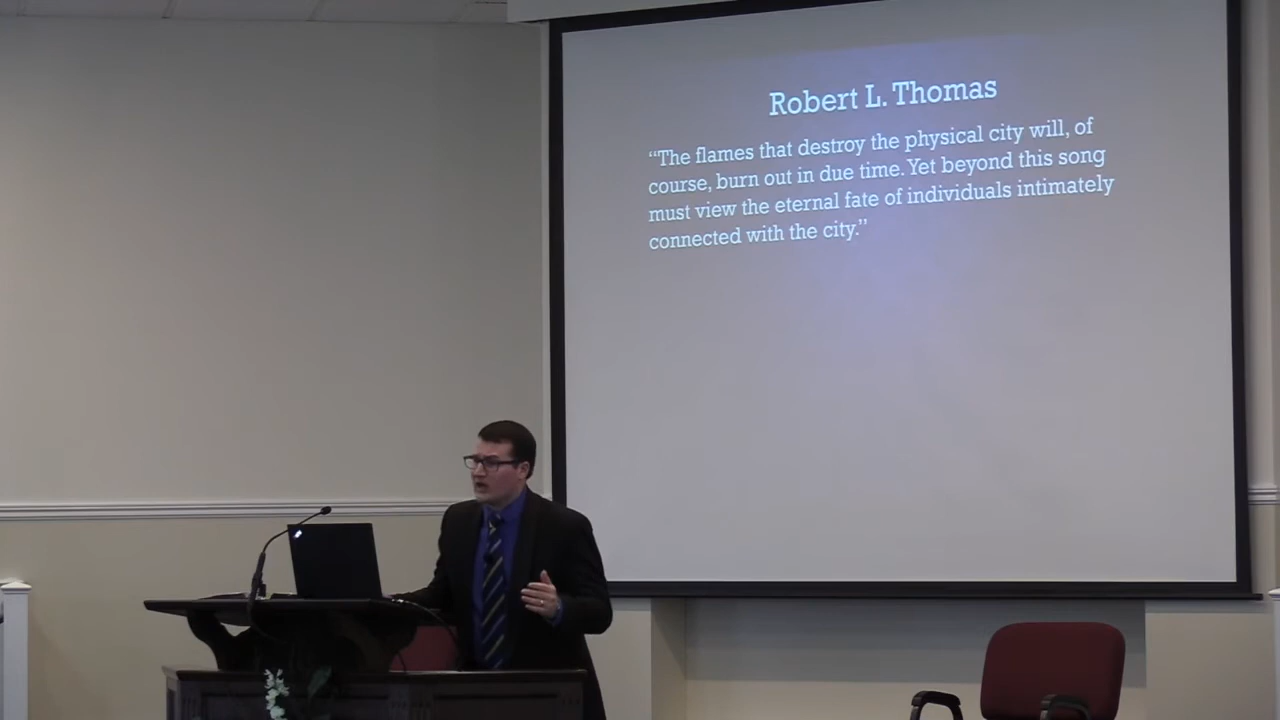 Robert L. Thomas
“The flames that destroy the physical city will, of
course, burn out in due time. Yet beyond this song
must view the eternal fate of individuals intimately
connected with the city.”